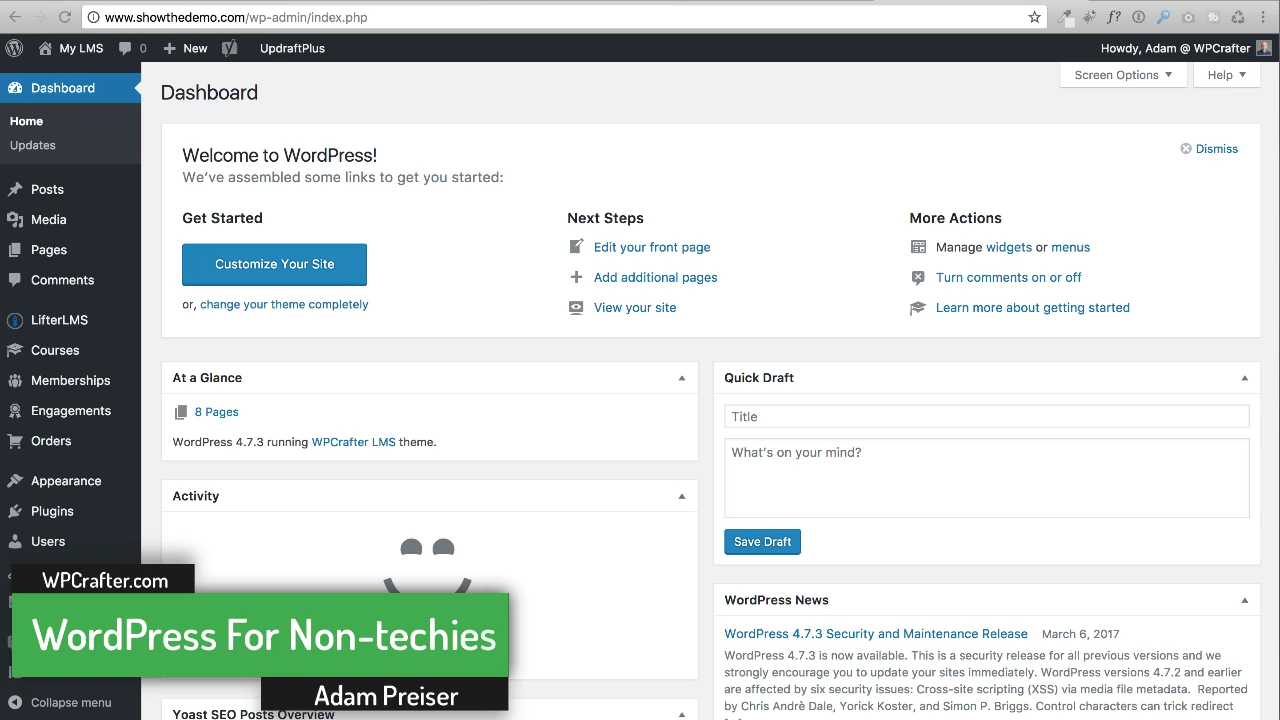 www.showthedemo.com/wp-admin/index.php
f?
My LMS 0 New UpdraftPlus Howdy, Adam @ WPCrafter
Dashboard
Home
Updates
Posts
Media
Pages
Comments
LifterLMS
Courses
Memberships
Engagements
Orders
Appearance
Plugins
Users
Collapse menu
Dashboard
Screen Options
Help
Welcome to WordPress!
Dismiss
We've assembled some links to get you started:
Get Started
Customize Your Site
or, change your theme completely
Next Steps
Edit your front page
Add additional pages
View your site
More Actions
Manage widgets or menus
Turn comments on or off
Learn more about getting started
At a Glance
8 Pages
WordPress 4.7.3 running WPCrafter LMS theme.
Activity
Yoast SEO Posts Overview
Quick Draft
Title
What's on your mind?
Save Draft
WordPress News
WordPress 4.7.3 Security and Maintenance Release March 6, 2017
WordPress 4.7.3 is now available. This is a security release for all previous versions and we
strongly encourage you to update your sites immediately. WordPress versions 4.7.2 and earlier
are affected by six security issues: Cross-site scripting (XSS) via media file metadata. Reported
by Chris Andrè Dale, Yorick Koster, and Simon P. Briggs. Control characters can trick redirect
WPCrafter.com
WordPress For Non-techies
Adam Preiser